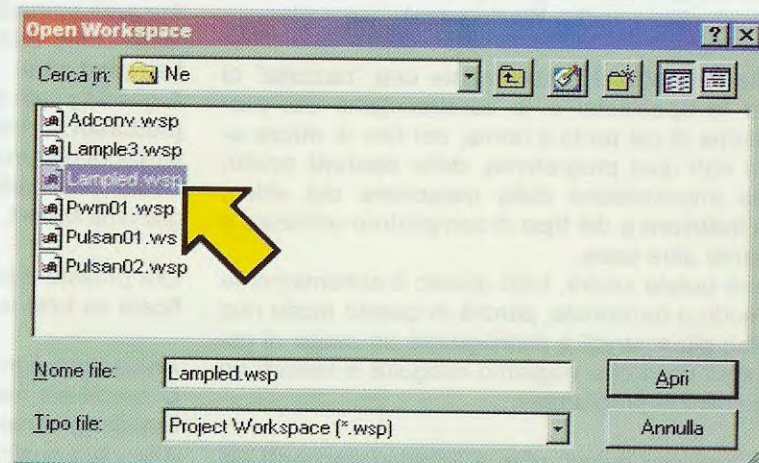 Open Workspace
Cerca in: Ne
Adconv.wsp
Lample3.wsp
Lampled.wsp
Pwm01.wsp
Pulsan01.ws
Pulsan02.wsp
Nome file: Lampled.wsp Apri
Tipo file: Project Workspace (*.wsp) Annulla